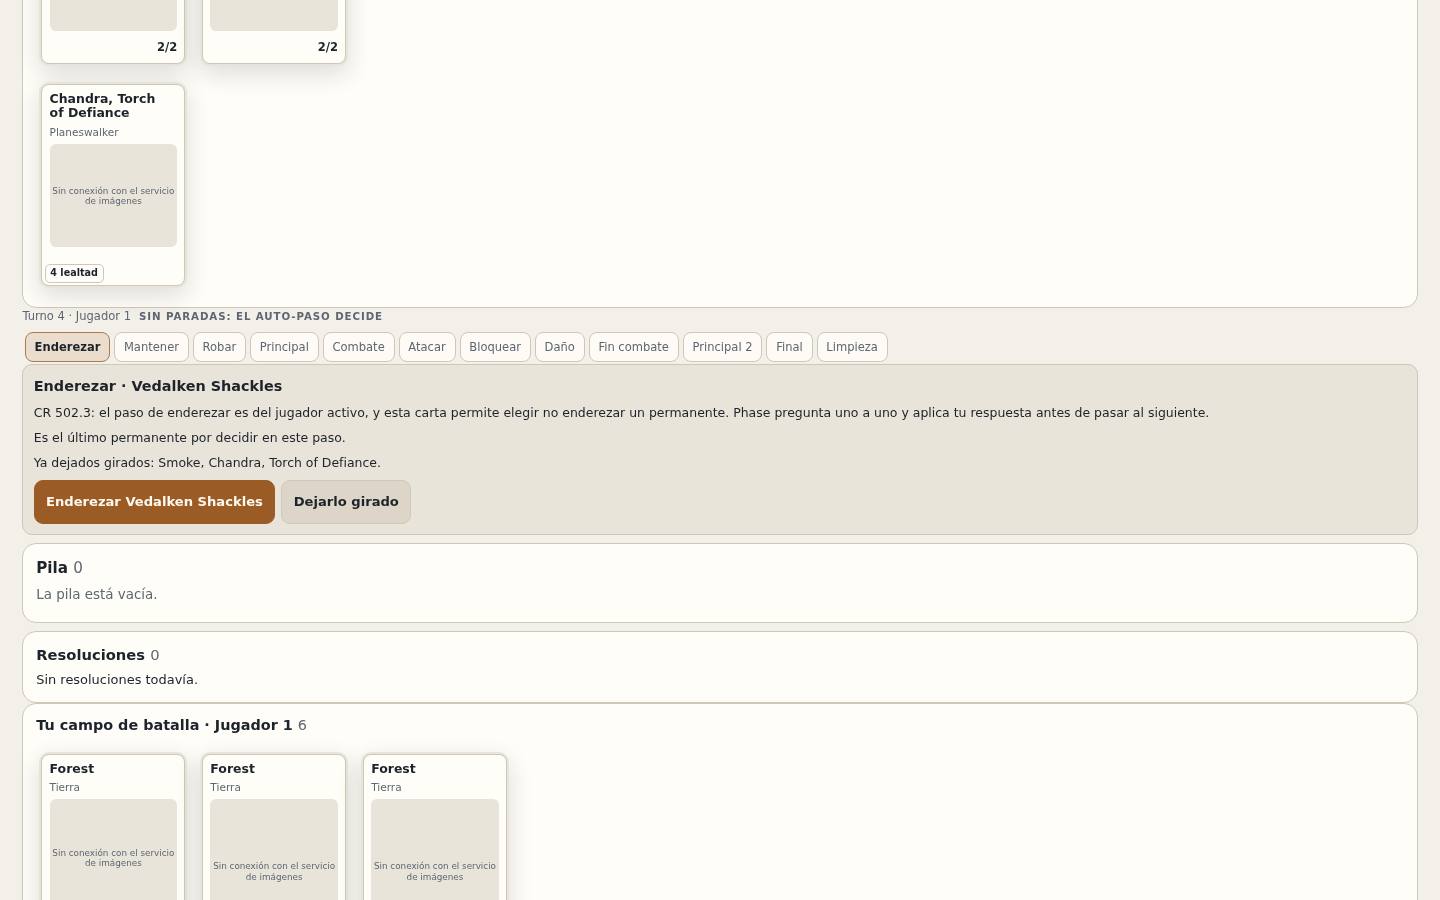 2/2
2/2
Chandra, Torch
of Defiance
Planeswalker
Sin conexión con el servicio
de imágenes
4 lealtad
Turno 4 · Jugador 1 SIN PARADAS: EL AUTO-PASO DECIDE
Enderezar Mantener Robar Principal Combate Atacar Bloquear Daño Fin combate Principal 2 Final Limpieza
Enderezar · Vedalken Shackles
CR 502.3: el paso de enderezar es del jugador activo, y esta carta permite elegir no enderezar un permanente. Phase pregunta uno a uno y aplica tu respuesta antes de pasar al siguiente.
Es el último permanente por decidir en este paso.
Ya dejados girados: Smoke, Chandra, Torch of Defiance.
Enderezar Vedalken Shackles Dejarlo girado
Pila 0
La pila está vacía.
Resoluciones 0
Sin resoluciones todavía.
Tu campo de batalla · Jugador 1 6
Forest
Tierra
Sin conexión con el servicio
de imágenes
Forest
Tierra
Sin conexión con el servicio
de imágenes
Forest
Tierra
Sin conexión con el servicio
de imágenes